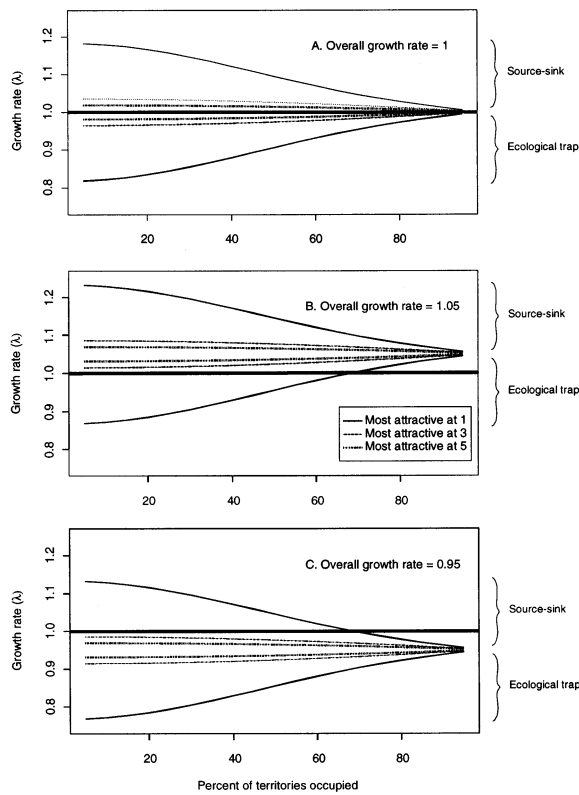 A. Overall growth rate = 1
Growth rate (λ)
1.2
1.1
1.0
0.9
0.8
20
40
60
80
Source-sink
Ecological trap
B. Overall growth rate = 1.05
Growth rate (λ)
1.2
1.1
1.0
0.9
0.8
Most attractive at 1
Most attractive at 3
Most attractive at 5
20
40
60
80
Source-sink
Ecological trap
C. Overall growth rate = 0.95
Growth rate (λ)
1.2
1.1
1.0
0.9
0.8
20
40
60
80
Source-sink
Ecological trap
Percent of territories occupied